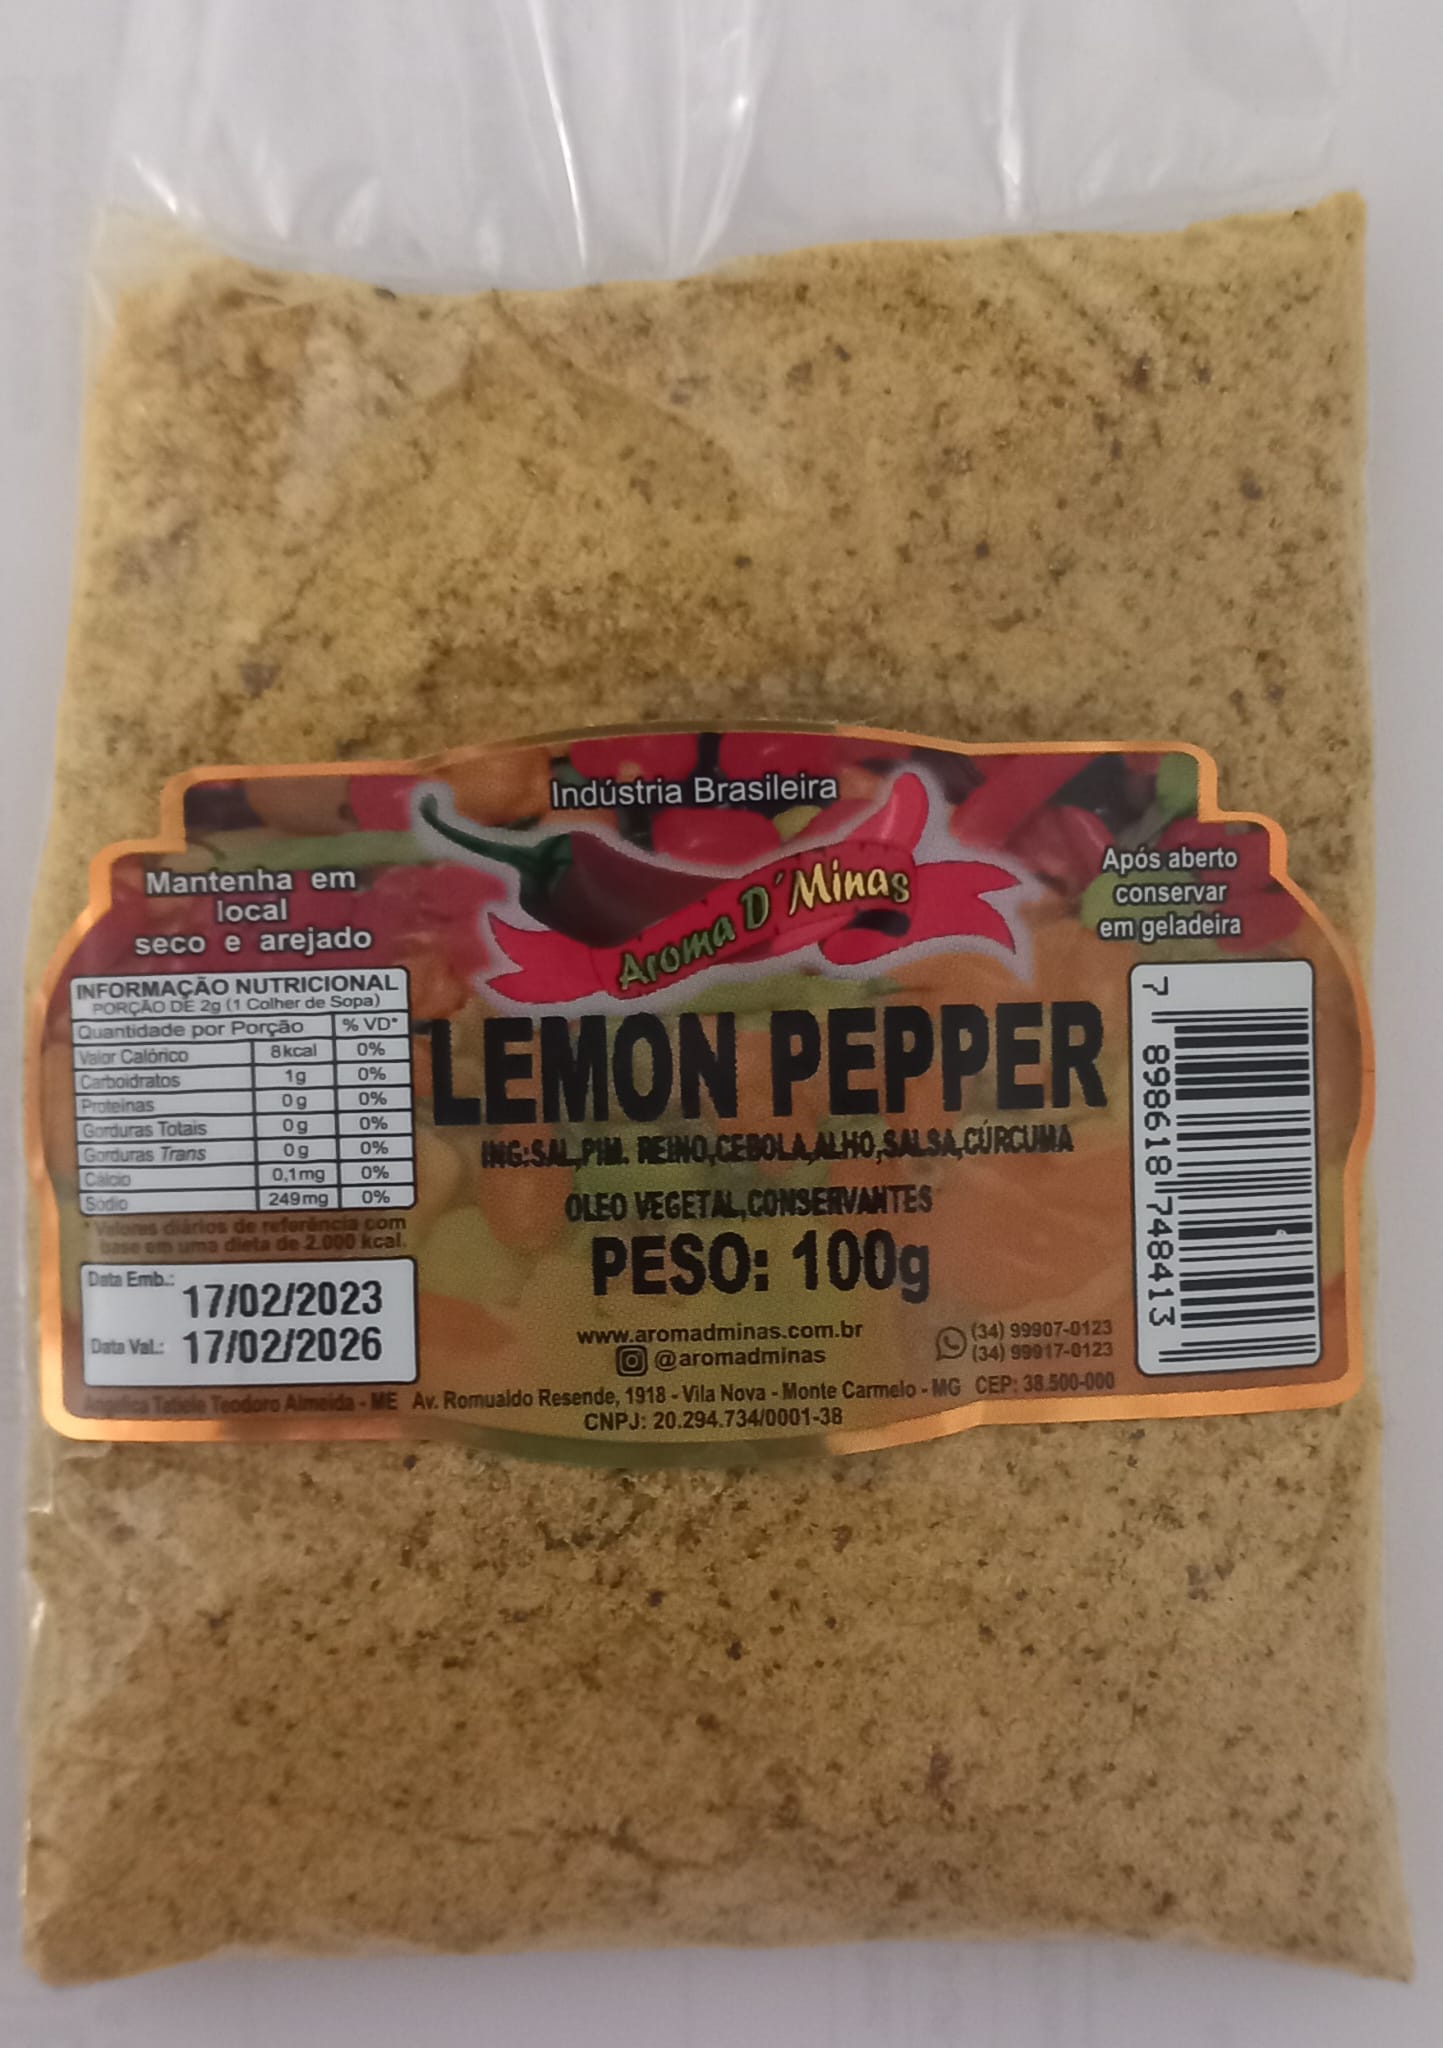 Indústria Brasileira
Aroma D´Minas
Mantenha em
local
seco e arejado
Após aberto
conservar
em geladeira
INFORMAÇÃO NUTRICIONAL
PORÇÃO DE 2g (1 Colher de Sopa)
Quantidade por Porção % VD*
Valor Calórico 8kcal 0%
Carboidratos 1g 0%
Proteinas 0g 0%
Gorduras Totais 0g 0%
Gorduras Trans 0g 0%
Cálcio 0,1mg 0%
Sódio 249mg 0%
* Valores diários de referência com
base em uma dieta de 2.000 kcal.
Data Emb.: 17/02/2023
Data Val.: 17/02/2026
LEMON PEPPER
ING:SAL,PIM. REINO,CEBOLA,ALHO,SALSA,CÚRCUMA
OLEO VEGETAL,CONSERVANTES
PESO: 100g
www.aromadminas.com.br
@aromadminas
(34) 99907-0123
(34) 99917-0123
Angélica Tatiele Teodoro Almeida - ME Av. Romualdo Resende, 1918 - Vila Nova - Monte Carmelo - MG CEP: 38.500-000
CNPJ: 20.294.734/0001-38
7 898618 748413